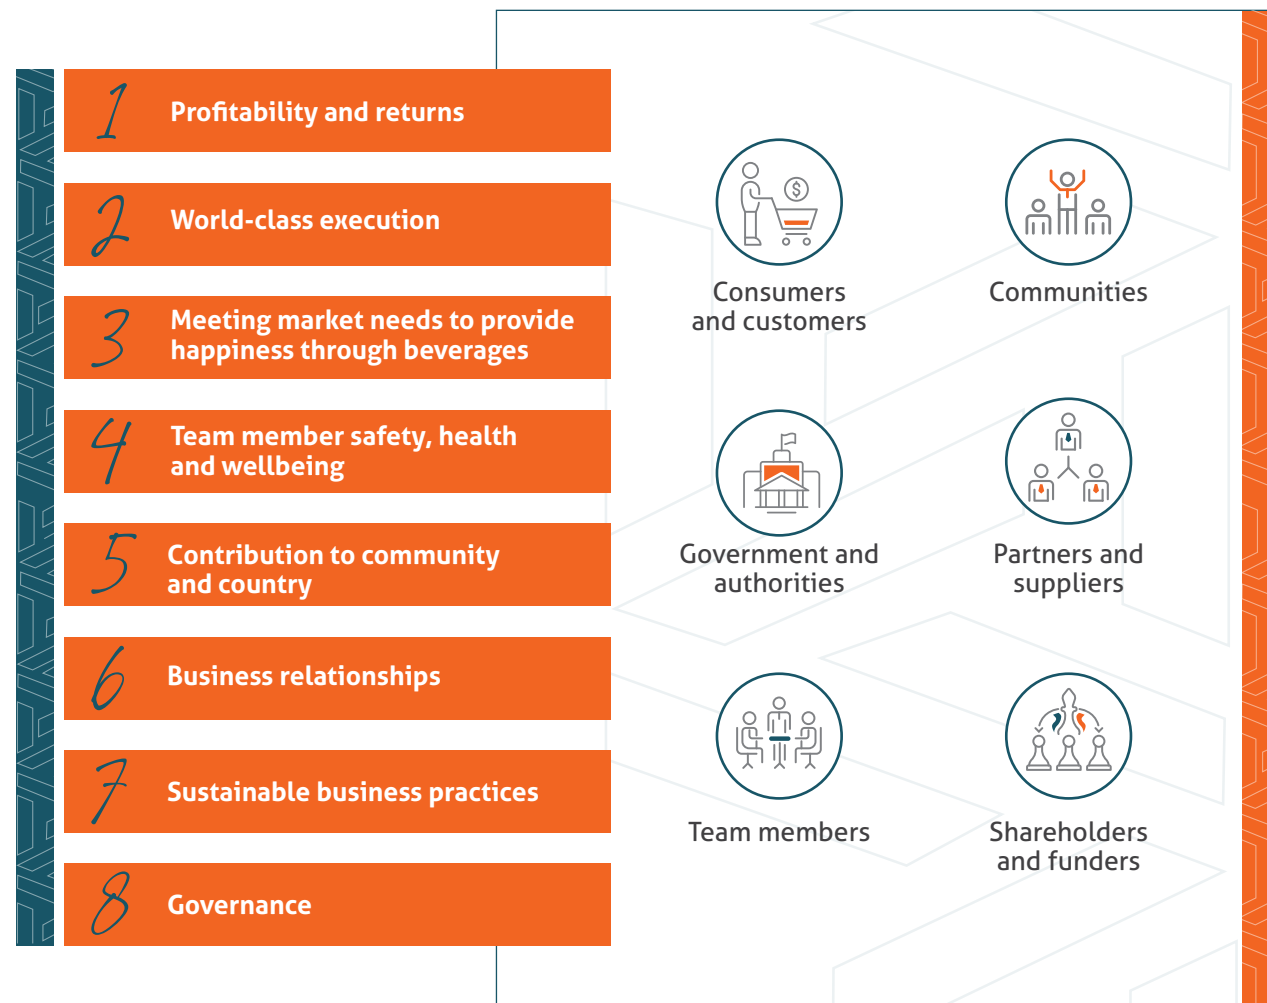 1
Profitability and returns
2
World-class execution
3
Meeting market needs to provide
happiness through beverages
4
Team member safety, health
and wellbeing
5
Contribution to community
and country
6
Business relationships
7
Sustainable business practices
8
Governance
$
Consumers
and customers
Communities
Government and
authorities
Partners and
suppliers
Team members
Shareholders
and funders